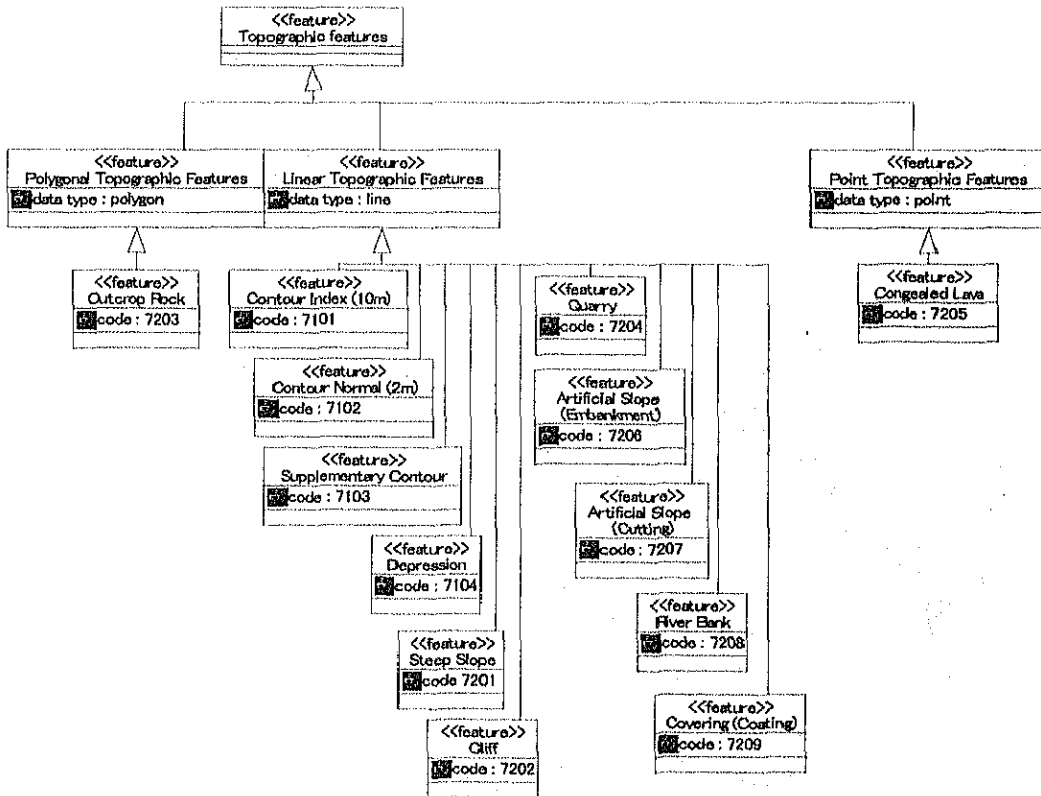 <<feature>>
Topographic features
<<feature>>
Polygonal Topographic Features
data type : polygon
<<feature>>
Linear Topographic Features
data type : line
<<feature>>
Point Topographic Features
data type : point
<<feature>>
Outcrop Rock
code : 7203
<<feature>>
Contour Index (10m)
code : 7101
<<feature>>
Contour Normal (2m)
code : 7102
<<feature>>
Supplementary Contour
code : 7103
<<feature>>
Depression
code : 7104
<<feature>>
Steep Slope
code 7201
<<feature>>
Cliff
code : 7202
<<feature>>
Quarry
code : 7204
<<feature>>
Artificial Slope
(Embankment)
code : 7206
<<feature>>
Artificial Slope
(Cutting)
code : 7207
<<feature>>
River Bank
code : 7208
<<feature>>
Covering (Coating)
code : 7209
<<feature>>
Congealed Lava
code : 7205